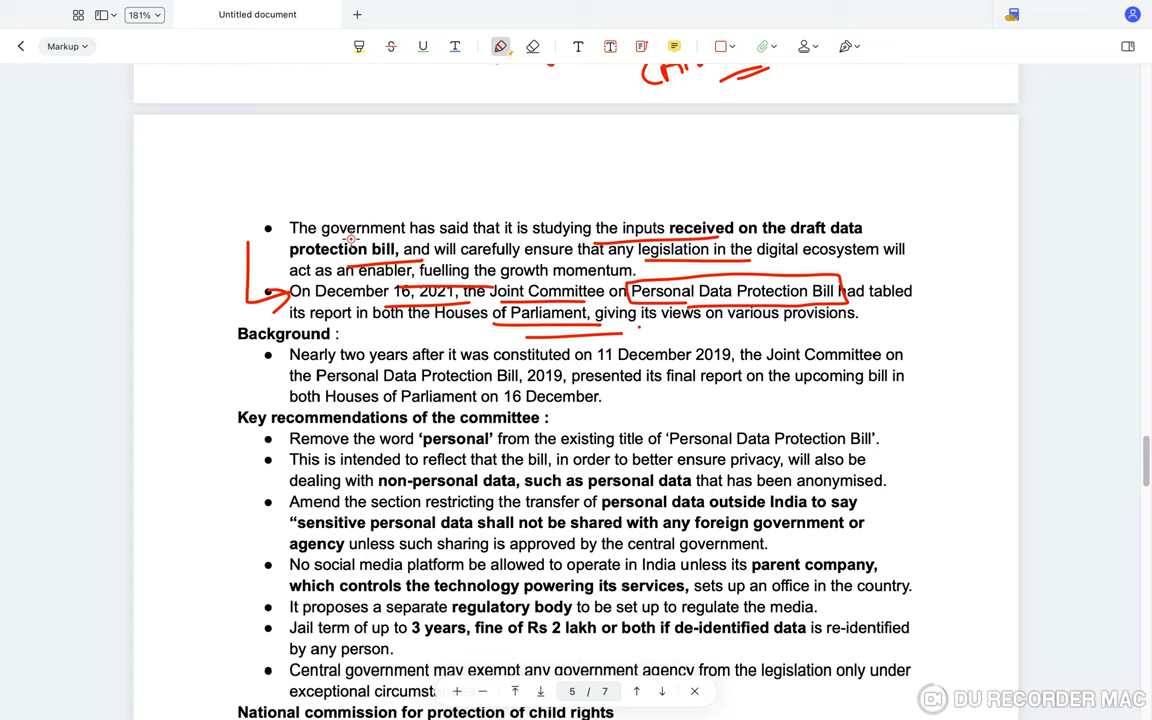 181%
Untitled document
Markup
The government has said that it is studying the inputs received on the draft data
protection bill, and will carefully ensure that any legislation in the digital ecosystem will
act as an enabler, fuelling the growth momentum.
On December 16, 2021, the Joint Committee on Personal Data Protection Bill had tabled
its report in both the Houses of Parliament, giving its views on various provisions.
Background :
Nearly two years after it was constituted on 11 December 2019, the Joint Committee on
the Personal Data Protection Bill, 2019, presented its final report on the upcoming bill in
both Houses of Parliament on 16 December.
Key recommendations of the committee :
Remove the word ‘personal’ from the existing title of ‘Personal Data Protection Bill’.
This is intended to reflect that the bill, in order to better ensure privacy, will also be
dealing with non-personal data, such as personal data that has been anonymised.
Amend the section restricting the transfer of personal data outside India to say
“sensitive personal data shall not be shared with any foreign government or
agency unless such sharing is approved by the central government.
No social media platform be allowed to operate in India unless its parent company,
which controls the technology powering its services, sets up an office in the country.
It proposes a separate regulatory body to be set up to regulate the media.
Jail term of up to 3 years, fine of Rs 2 lakh or both if de-identified data is re-identified
by any person.
Central government may exempt any government agency from the legislation only under
exceptional
5 / 7
National commission for protection of child rights
DU RECORDER MAC